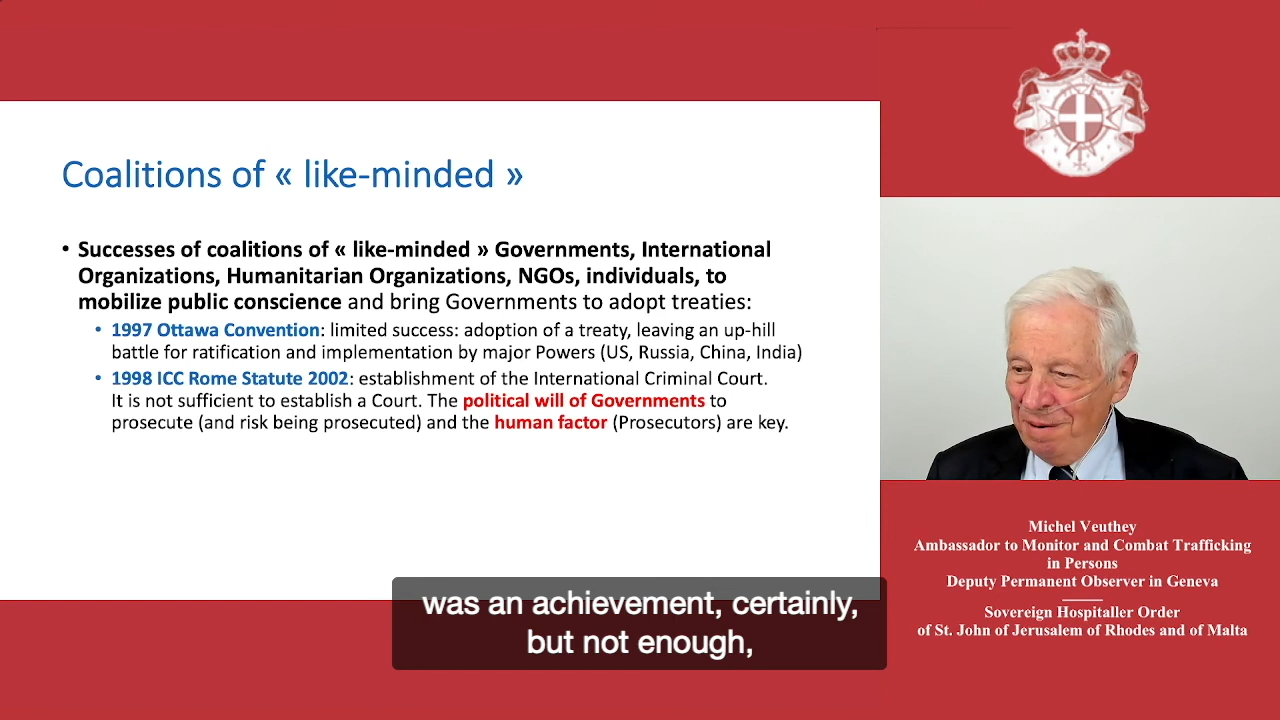 Coalitions of « like-minded »
• Successes of coalitions of « like-minded » Governments, International
Organizations, Humanitarian Organizations, NGOs, individuals, to
mobilize public conscience and bring Governments to adopt treaties:
• 1997 Ottawa Convention: limited success: adoption of a treaty, leaving an up-hill
battle for ratification and implementation by major Powers (US, Russia, China, India)
• 1998 ICC Rome Statute 2002: establishment of the International Criminal Court.
It is not sufficient to establish a Court. The political will of Governments to
prosecute (and risk being prosecuted) and the human factor (Prosecutors) are key.
Michel Veuthey
Ambassador to Monitor and Combat Trafficking
in Persons
Deputy Permanent Observer in Geneva
Sovereign Hospitaller Order
of St. John of Jerusalem of Rhodes and of Malta
was an achievement, certainly,
but not enough,